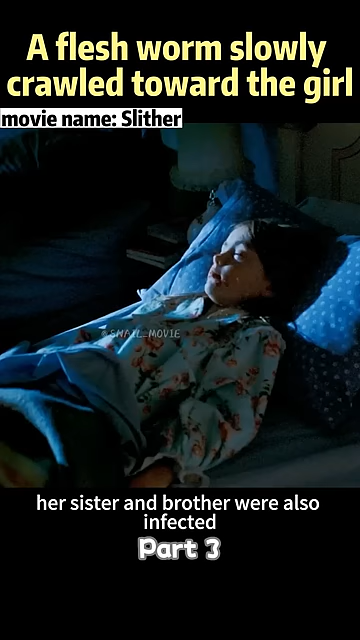 A flesh worm slowly
crawled toward the girl
movie name: Slither
@SMAIL_MOVIE
her sister and brother were also
infected
Part 3